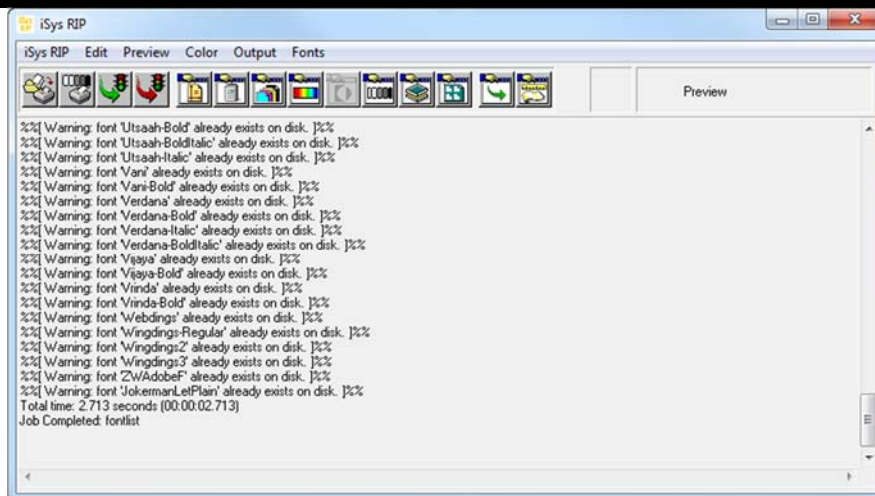 iSys RIP
iSys RIP Edit Preview Color Output Fonts
Preview
%%[ Warning: font 'Utsaah-Bold' already exists on disk. ]%%
%%[ Warning: font 'Utsaah-BoldItalic' already exists on disk. ]%%
%%[ Warning: font 'Utsaah-Italic' already exists on disk. ]%%
%%[ Warning: font 'Vani' already exists on disk. ]%%
%%[ Warning: font 'Vani-Bold' already exists on disk. ]%%
%%[ Warning: font 'Verdana' already exists on disk. ]%%
%%[ Warning: font 'Verdana-Bold' already exists on disk. ]%%
%%[ Warning: font 'Verdana-Italic' already exists on disk. ]%%
%%[ Warning: font 'Verdana-BoldItalic' already exists on disk. ]%%
%%[ Warning: font 'Vijaya' already exists on disk. ]%%
%%[ Warning: font 'Vijaya-Bold' already exists on disk. ]%%
%%[ Warning: font 'Vrinda' already exists on disk. ]%%
%%[ Warning: font 'Vrinda-Bold' already exists on disk. ]%%
%%[ Warning: font 'Webdings' already exists on disk. ]%%
%%[ Warning: font 'Wingdings-Regular' already exists on disk. ]%%
%%[ Warning: font 'Wingdings2' already exists on disk. ]%%
%%[ Warning: font 'Wingdings3' already exists on disk. ]%%
%%[ Warning: font 'ZWAdobeF' already exists on disk. ]%%
%%[ Warning: font 'JokermanLetPlain' already exists on disk. ]%%
Total time: 2.713 seconds (00:00:02.713)
Job Completed: fontlist